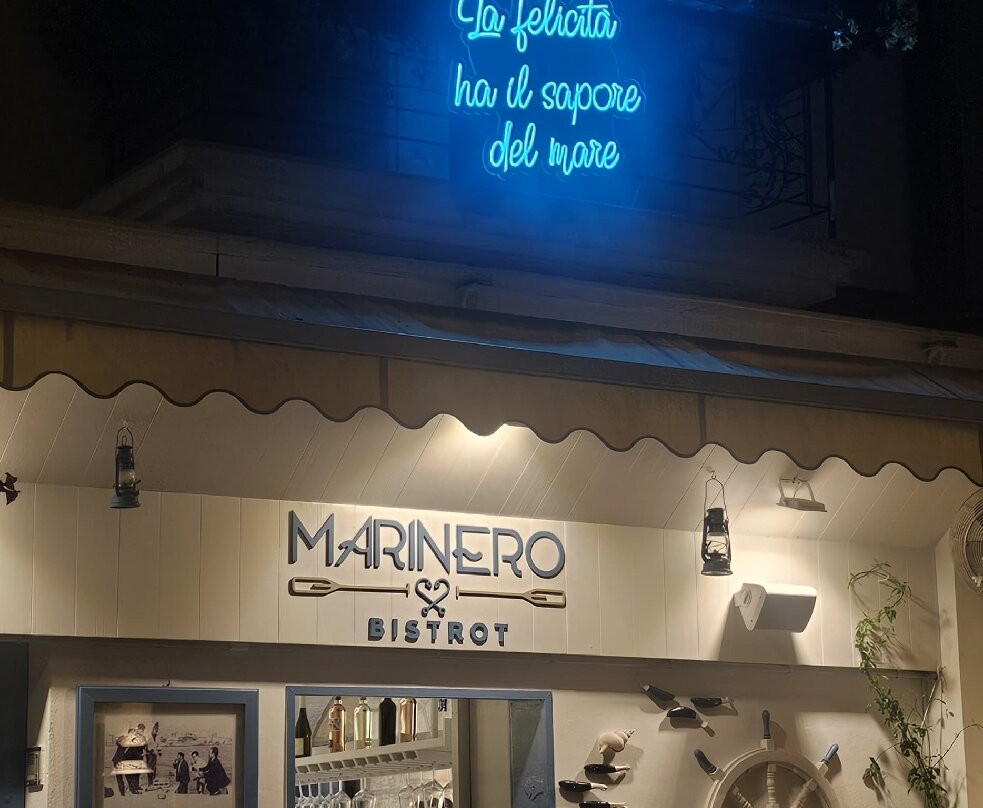 La felicità
ha il sapore
del mare
MARINERO
BISTROT